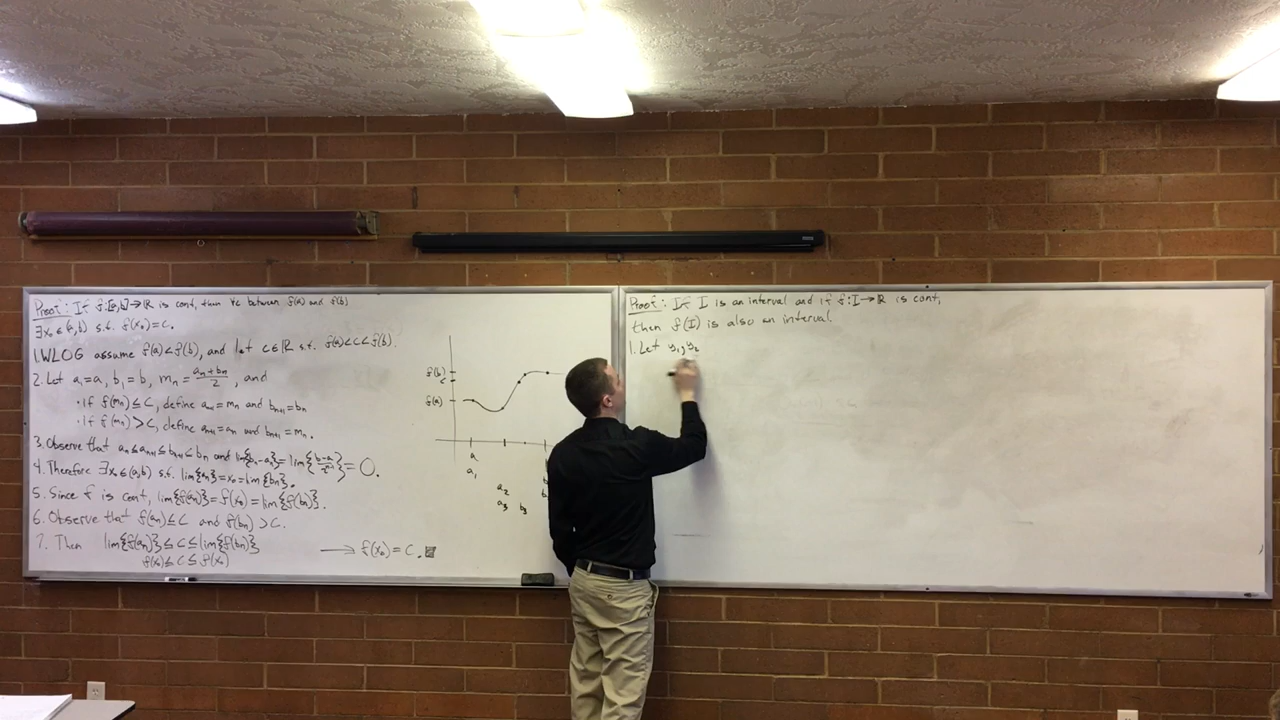 Proof: If f:[a,b]→ℝ is cont, then ∀c between f(a) and f(b)
∃x₀∈(a,b) s.t. f(x₀)=c.
1. WLOG assume f(a)<f(b), and let c∈ℝ s.t. f(a)<c<f(b).
2. Let a₁=a, b₁=b, mₙ=(aₙ+bₙ)/2, and
• If f(mₙ)≤c, define aₙ₊₁=mₙ and bₙ₊₁=bₙ
• If f(mₙ)>c, define aₙ₊₁=aₙ and bₙ₊₁=mₙ.
3. Observe that aₙ≤aₙ₊₁≤bₙ₊₁≤bₙ and lim{bₙ-aₙ}=lim{(b-a)/2ⁿ⁻¹}=0.
4. Therefore ∃x₀∈(a,b) s.t. lim{aₙ}=x₀=lim{bₙ}.
5. Since f is cont, lim{f(aₙ)}=f(x₀)=lim{f(bₙ)}.
6. Observe that f(aₙ)≤c and f(bₙ)>c.
7. Then lim{f(aₙ)}≤c≤lim{f(bₙ)}
f(x₀)≤c≤f(x₀) → f(x₀)=c.
f(b)
c
f(a)
a
a₁
a₂
a₃ b₃
Proof: If I is an interval and if f:I→ℝ is cont,
then f(I) is also an interval.
1. Let y₁,y₂